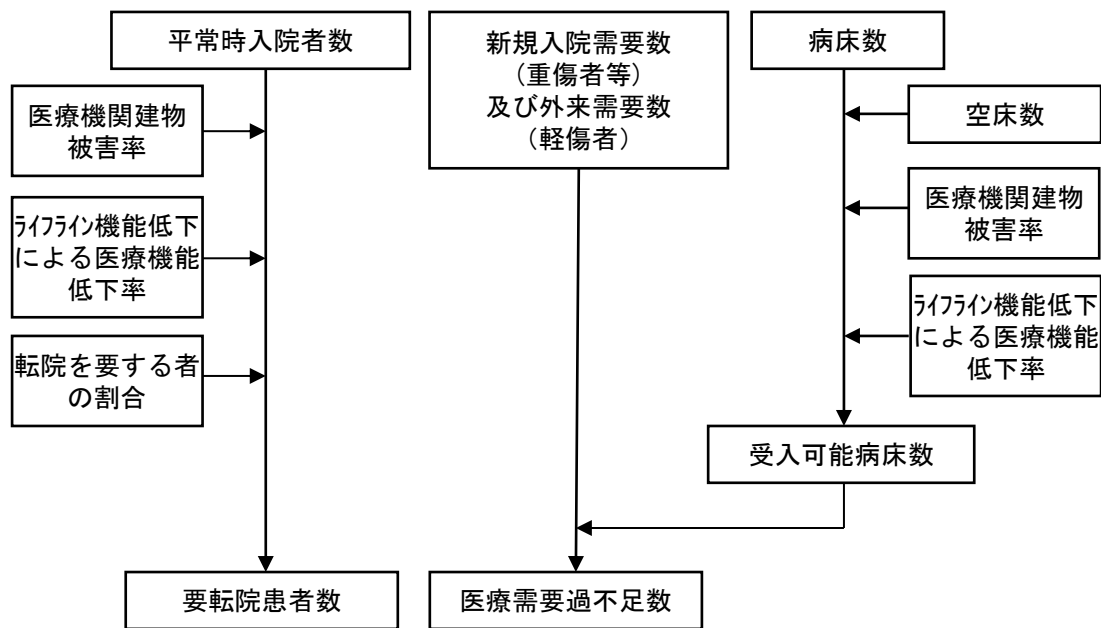 平常時入院者数
医療機関建物
被害率
ﾗｲﾌﾗｲﾝ機能低下
による医療機能
低下率
転院を要する者
の割合
要転院患者数
新規入院需要数
（重傷者等）
及び外来需要数
（軽傷者）
医療需要過不足数
病床数
空床数
医療機関建物
被害率
ﾗｲﾌﾗｲﾝ機能低下
による医療機能
低下率
受入可能病床数